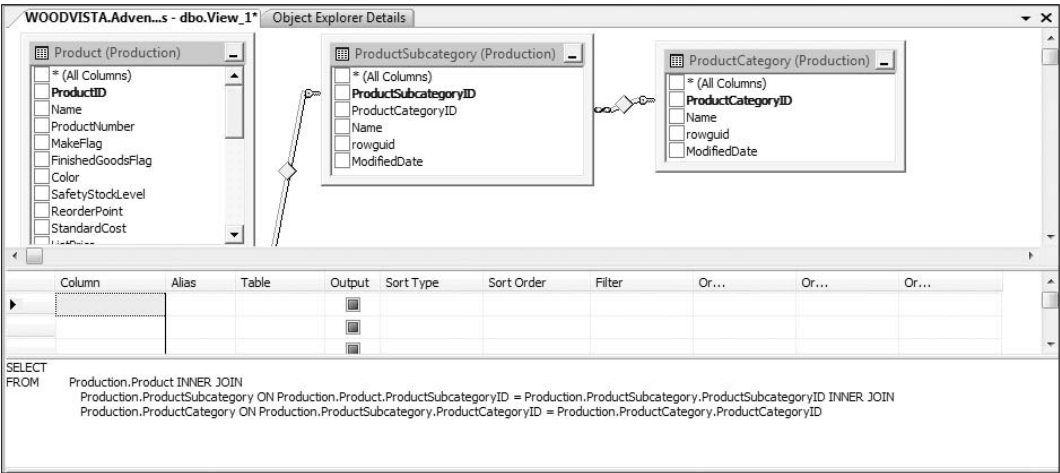 WOODVISTA.Adven...s - dbo.View_1* Object Explorer Details
Product (Production)
* (All Columns)
ProductID
Name
ProductNumber
MakeFlag
FinishedGoodsFlag
Color
SafetyStockLevel
ReorderPoint
StandardCost
ListPrice
ProductSubcategory (Production)
* (All Columns)
ProductSubcategoryID
ProductCategoryID
Name
rowguid
ModifiedDate
ProductCategory (Production)
* (All Columns)
ProductCategoryID
Name
rowguid
ModifiedDate
Column Alias Table Output Sort Type Sort Order Filter Or... Or... Or...
SELECT
FROM Production.Product INNER JOIN
Production.ProductSubcategory ON Production.Product.ProductSubcategoryID = Production.ProductSubcategory.ProductSubcategoryID INNER JOIN
Production.ProductCategory ON Production.ProductSubcategory.ProductCategoryID = Production.ProductCategory.ProductCategoryID